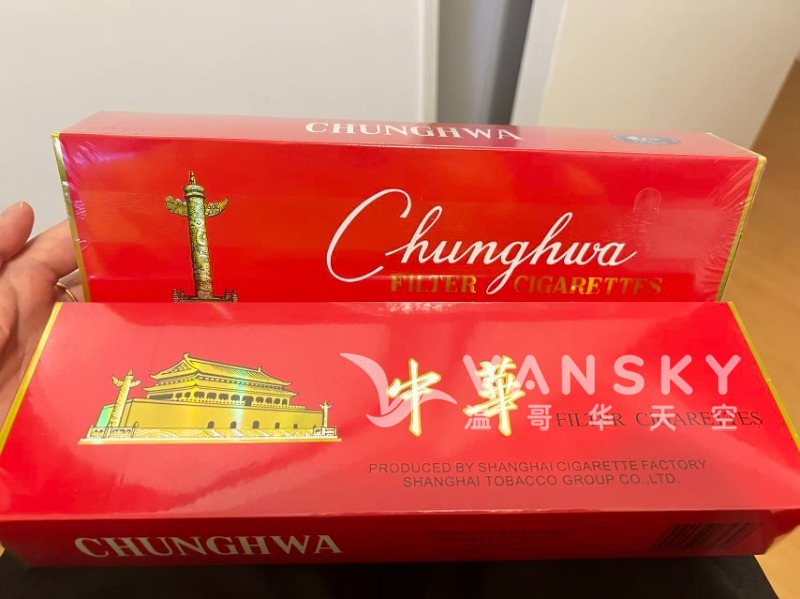 CHUNGHWA
Chunghwa
FILTER CIGARETTES
VANSKY
温哥华天空
中華
FILTER CIGARETTES
PRODUCED BY SHANGHAI CIGARETTE FACTORY
SHANGHAI TOBACCO GROUP CO.,LTD
CHUNGHWA